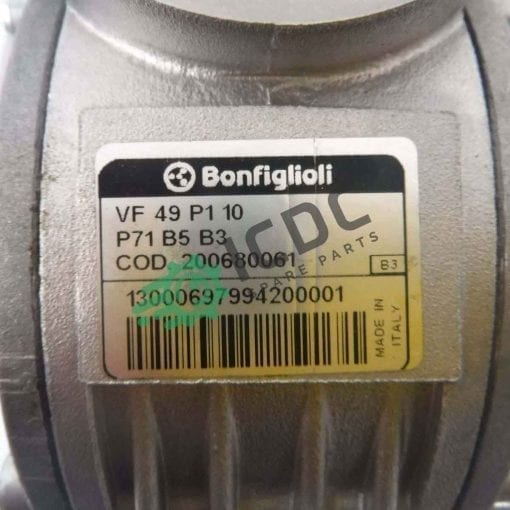 Bonfiglioli
VF 49 P1 10
P71 B5 B3
COD. 200680061
B3
13000697994200001
MADE IN
ITALY
ICDC
SPARE PARTS